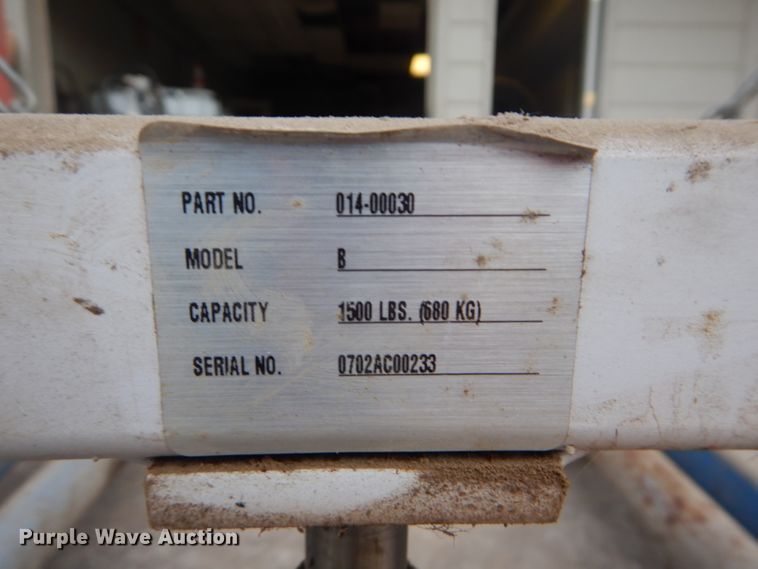 PART NO. 014-00030
MODEL B
CAPACITY 1500 LBS. (680 KG)
SERIAL NO. 0702AC00233
Purple Wave Auction